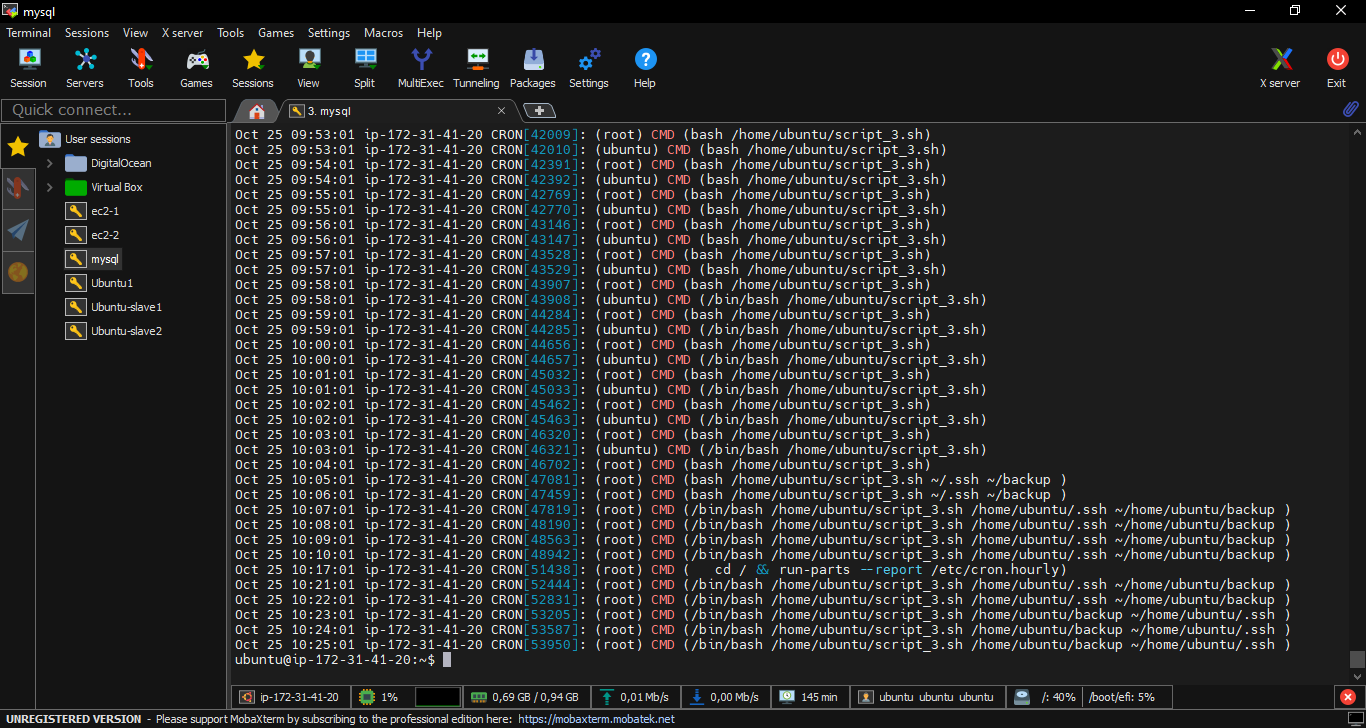 mysql
Terminal Sessions View X server Tools Games Settings Macros Help
Session Servers Tools Games Sessions View Split MultiExec Tunneling Packages Settings Help X server Exit
Quick connect...
3. mysql
User sessions
DigitalOcean
Virtual Box
ec2-1
ec2-2
mysql
Ubuntu1
Ubuntu-slave1
Ubuntu-slave2
Oct 25 09:53:01 ip-172-31-41-20 CRON[42009]: (root) CMD (bash /home/ubuntu/script_3.sh)
Oct 25 09:53:01 ip-172-31-41-20 CRON[42010]: (ubuntu) CMD (bash /home/ubuntu/script_3.sh)
Oct 25 09:54:01 ip-172-31-41-20 CRON[42391]: (root) CMD (bash /home/ubuntu/script_3.sh)
Oct 25 09:54:01 ip-172-31-41-20 CRON[42392]: (ubuntu) CMD (bash /home/ubuntu/script_3.sh)
Oct 25 09:55:01 ip-172-31-41-20 CRON[42769]: (root) CMD (bash /home/ubuntu/script_3.sh)
Oct 25 09:55:01 ip-172-31-41-20 CRON[42770]: (ubuntu) CMD (bash /home/ubuntu/script_3.sh)
Oct 25 09:56:01 ip-172-31-41-20 CRON[43146]: (root) CMD (bash /home/ubuntu/script_3.sh)
Oct 25 09:56:01 ip-172-31-41-20 CRON[43147]: (ubuntu) CMD (bash /home/ubuntu/script_3.sh)
Oct 25 09:57:01 ip-172-31-41-20 CRON[43528]: (root) CMD (bash /home/ubuntu/script_3.sh)
Oct 25 09:57:01 ip-172-31-41-20 CRON[43529]: (ubuntu) CMD (bash /home/ubuntu/script_3.sh)
Oct 25 09:58:01 ip-172-31-41-20 CRON[43907]: (root) CMD (bash /home/ubuntu/script_3.sh)
Oct 25 09:58:01 ip-172-31-41-20 CRON[43908]: (ubuntu) CMD (/bin/bash /home/ubuntu/script_3.sh)
Oct 25 09:59:01 ip-172-31-41-20 CRON[44284]: (root) CMD (bash /home/ubuntu/script_3.sh)
Oct 25 09:59:01 ip-172-31-41-20 CRON[44285]: (ubuntu) CMD (/bin/bash /home/ubuntu/script_3.sh)
Oct 25 10:00:01 ip-172-31-41-20 CRON[44656]: (root) CMD (bash /home/ubuntu/script_3.sh)
Oct 25 10:00:01 ip-172-31-41-20 CRON[44657]: (ubuntu) CMD (/bin/bash /home/ubuntu/script_3.sh)
Oct 25 10:01:01 ip-172-31-41-20 CRON[45032]: (root) CMD (bash /home/ubuntu/script_3.sh)
Oct 25 10:01:01 ip-172-31-41-20 CRON[45033]: (ubuntu) CMD (/bin/bash /home/ubuntu/script_3.sh)
Oct 25 10:02:01 ip-172-31-41-20 CRON[45462]: (root) CMD (bash /home/ubuntu/script_3.sh)
Oct 25 10:02:01 ip-172-31-41-20 CRON[45463]: (ubuntu) CMD (/bin/bash /home/ubuntu/script_3.sh)
Oct 25 10:03:01 ip-172-31-41-20 CRON[46320]: (root) CMD (bash /home/ubuntu/script_3.sh)
Oct 25 10:03:01 ip-172-31-41-20 CRON[46321]: (ubuntu) CMD (/bin/bash /home/ubuntu/script_3.sh)
Oct 25 10:04:01 ip-172-31-41-20 CRON[46702]: (root) CMD (bash /home/ubuntu/script_3.sh)
Oct 25 10:05:01 ip-172-31-41-20 CRON[47081]: (root) CMD (bash /home/ubuntu/script_3.sh ~/.ssh ~/backup )
Oct 25 10:06:01 ip-172-31-41-20 CRON[47459]: (root) CMD (bash /home/ubuntu/script_3.sh ~/.ssh ~/backup )
Oct 25 10:07:01 ip-172-31-41-20 CRON[47819]: (root) CMD (/bin/bash /home/ubuntu/script_3.sh /home/ubuntu/.ssh ~/home/ubuntu/backup )
Oct 25 10:08:01 ip-172-31-41-20 CRON[48190]: (root) CMD (/bin/bash /home/ubuntu/script_3.sh /home/ubuntu/.ssh ~/home/ubuntu/backup )
Oct 25 10:09:01 ip-172-31-41-20 CRON[48563]: (root) CMD (/bin/bash /home/ubuntu/script_3.sh /home/ubuntu/.ssh ~/home/ubuntu/backup )
Oct 25 10:10:01 ip-172-31-41-20 CRON[48942]: (root) CMD (/bin/bash /home/ubuntu/script_3.sh /home/ubuntu/.ssh ~/home/ubuntu/backup )
Oct 25 10:17:01 ip-172-31-41-20 CRON[51438]: (root) CMD (   cd / && run-parts --report /etc/cron.hourly)
Oct 25 10:21:01 ip-172-31-41-20 CRON[52444]: (root) CMD (/bin/bash /home/ubuntu/script_3.sh /home/ubuntu/.ssh ~/home/ubuntu/backup )
Oct 25 10:22:01 ip-172-31-41-20 CRON[52831]: (root) CMD (/bin/bash /home/ubuntu/script_3.sh /home/ubuntu/.ssh ~/home/ubuntu/backup )
Oct 25 10:23:01 ip-172-31-41-20 CRON[53205]: (root) CMD (/bin/bash /home/ubuntu/script_3.sh /home/ubuntu/backup ~/home/ubuntu/.ssh )
Oct 25 10:24:01 ip-172-31-41-20 CRON[53587]: (root) CMD (/bin/bash /home/ubuntu/script_3.sh /home/ubuntu/backup ~/home/ubuntu/.ssh )
Oct 25 10:25:01 ip-172-31-41-20 CRON[53950]: (root) CMD (/bin/bash /home/ubuntu/script_3.sh /home/ubuntu/backup ~/home/ubuntu/.ssh )
ubuntu@ip-172-31-41-20:~$
ip-172-31-41-20 1% 0,69 GB / 0,94 GB 0,01 Mb/s 0,00 Mb/s 145 min ubuntu ubuntu ubuntu /: 40% /boot/efi: 5%
UNREGISTERED VERSION - Please support MobaXterm by subscribing to the professional edition here: https://mobaxterm.mobatek.net